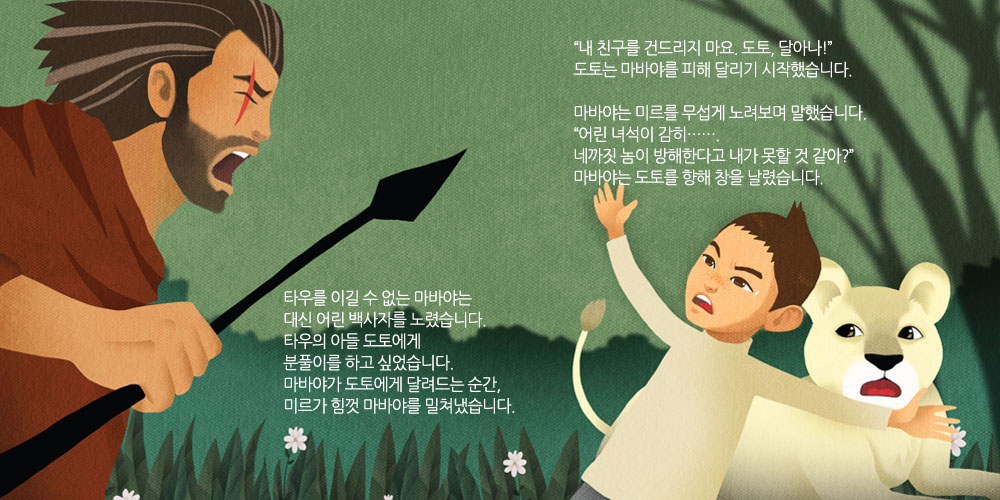 타우를 이길 수 없는 마바야는
대신 어린 백사자를 노렸습니다.
타우의 아들 도토에게
분풀이를 하고 싶었습니다.
마바야가 도토에게 달려드는 순간,
미르가 힘껏 마바야를 밀쳐냈습니다.
“내 친구를 건드리지 마요. 도토, 달아나!”
도토는 마바야를 피해 달리기 시작했습니다.
마바야는 미르를 무섭게 노려보며 말했습니다.
“어린 녀석이 감히…….
네까짓 놈이 방해한다고 내가 못할 것 같아?”
마바야는 도토를 향해 창을 날렸습니다.